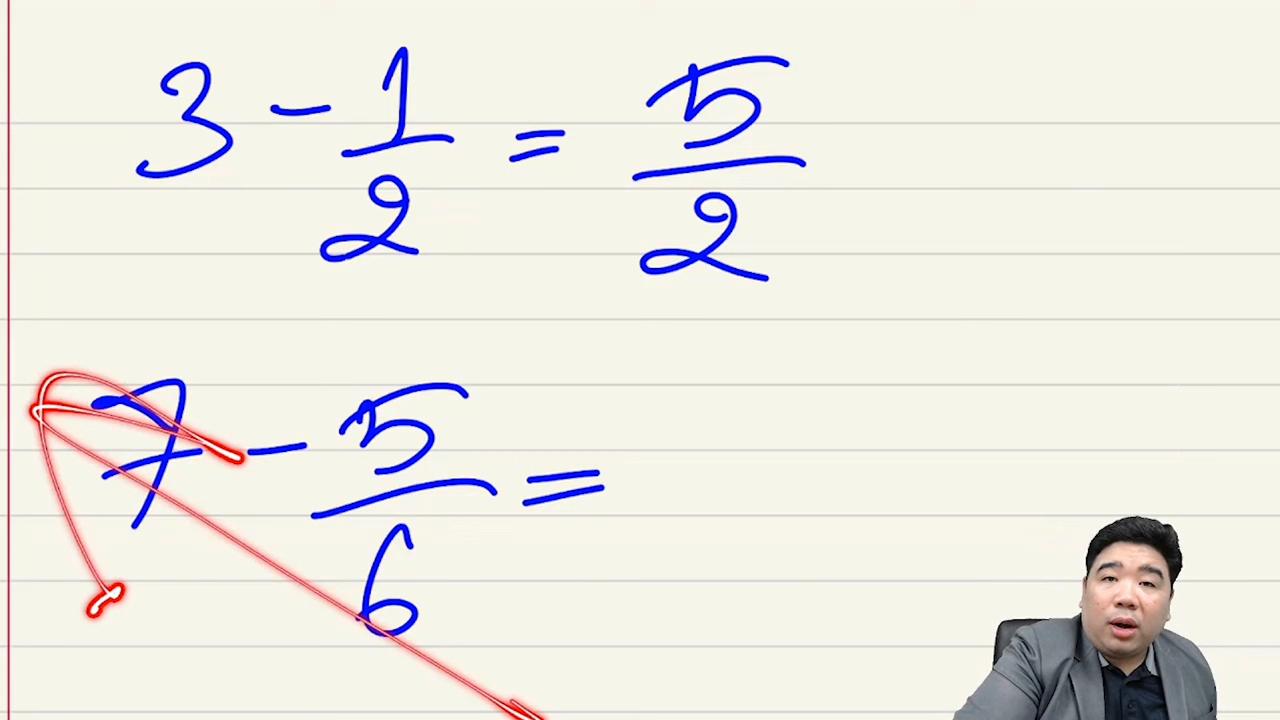 3 - 1/2 = 5/2
7 - 5/6 =